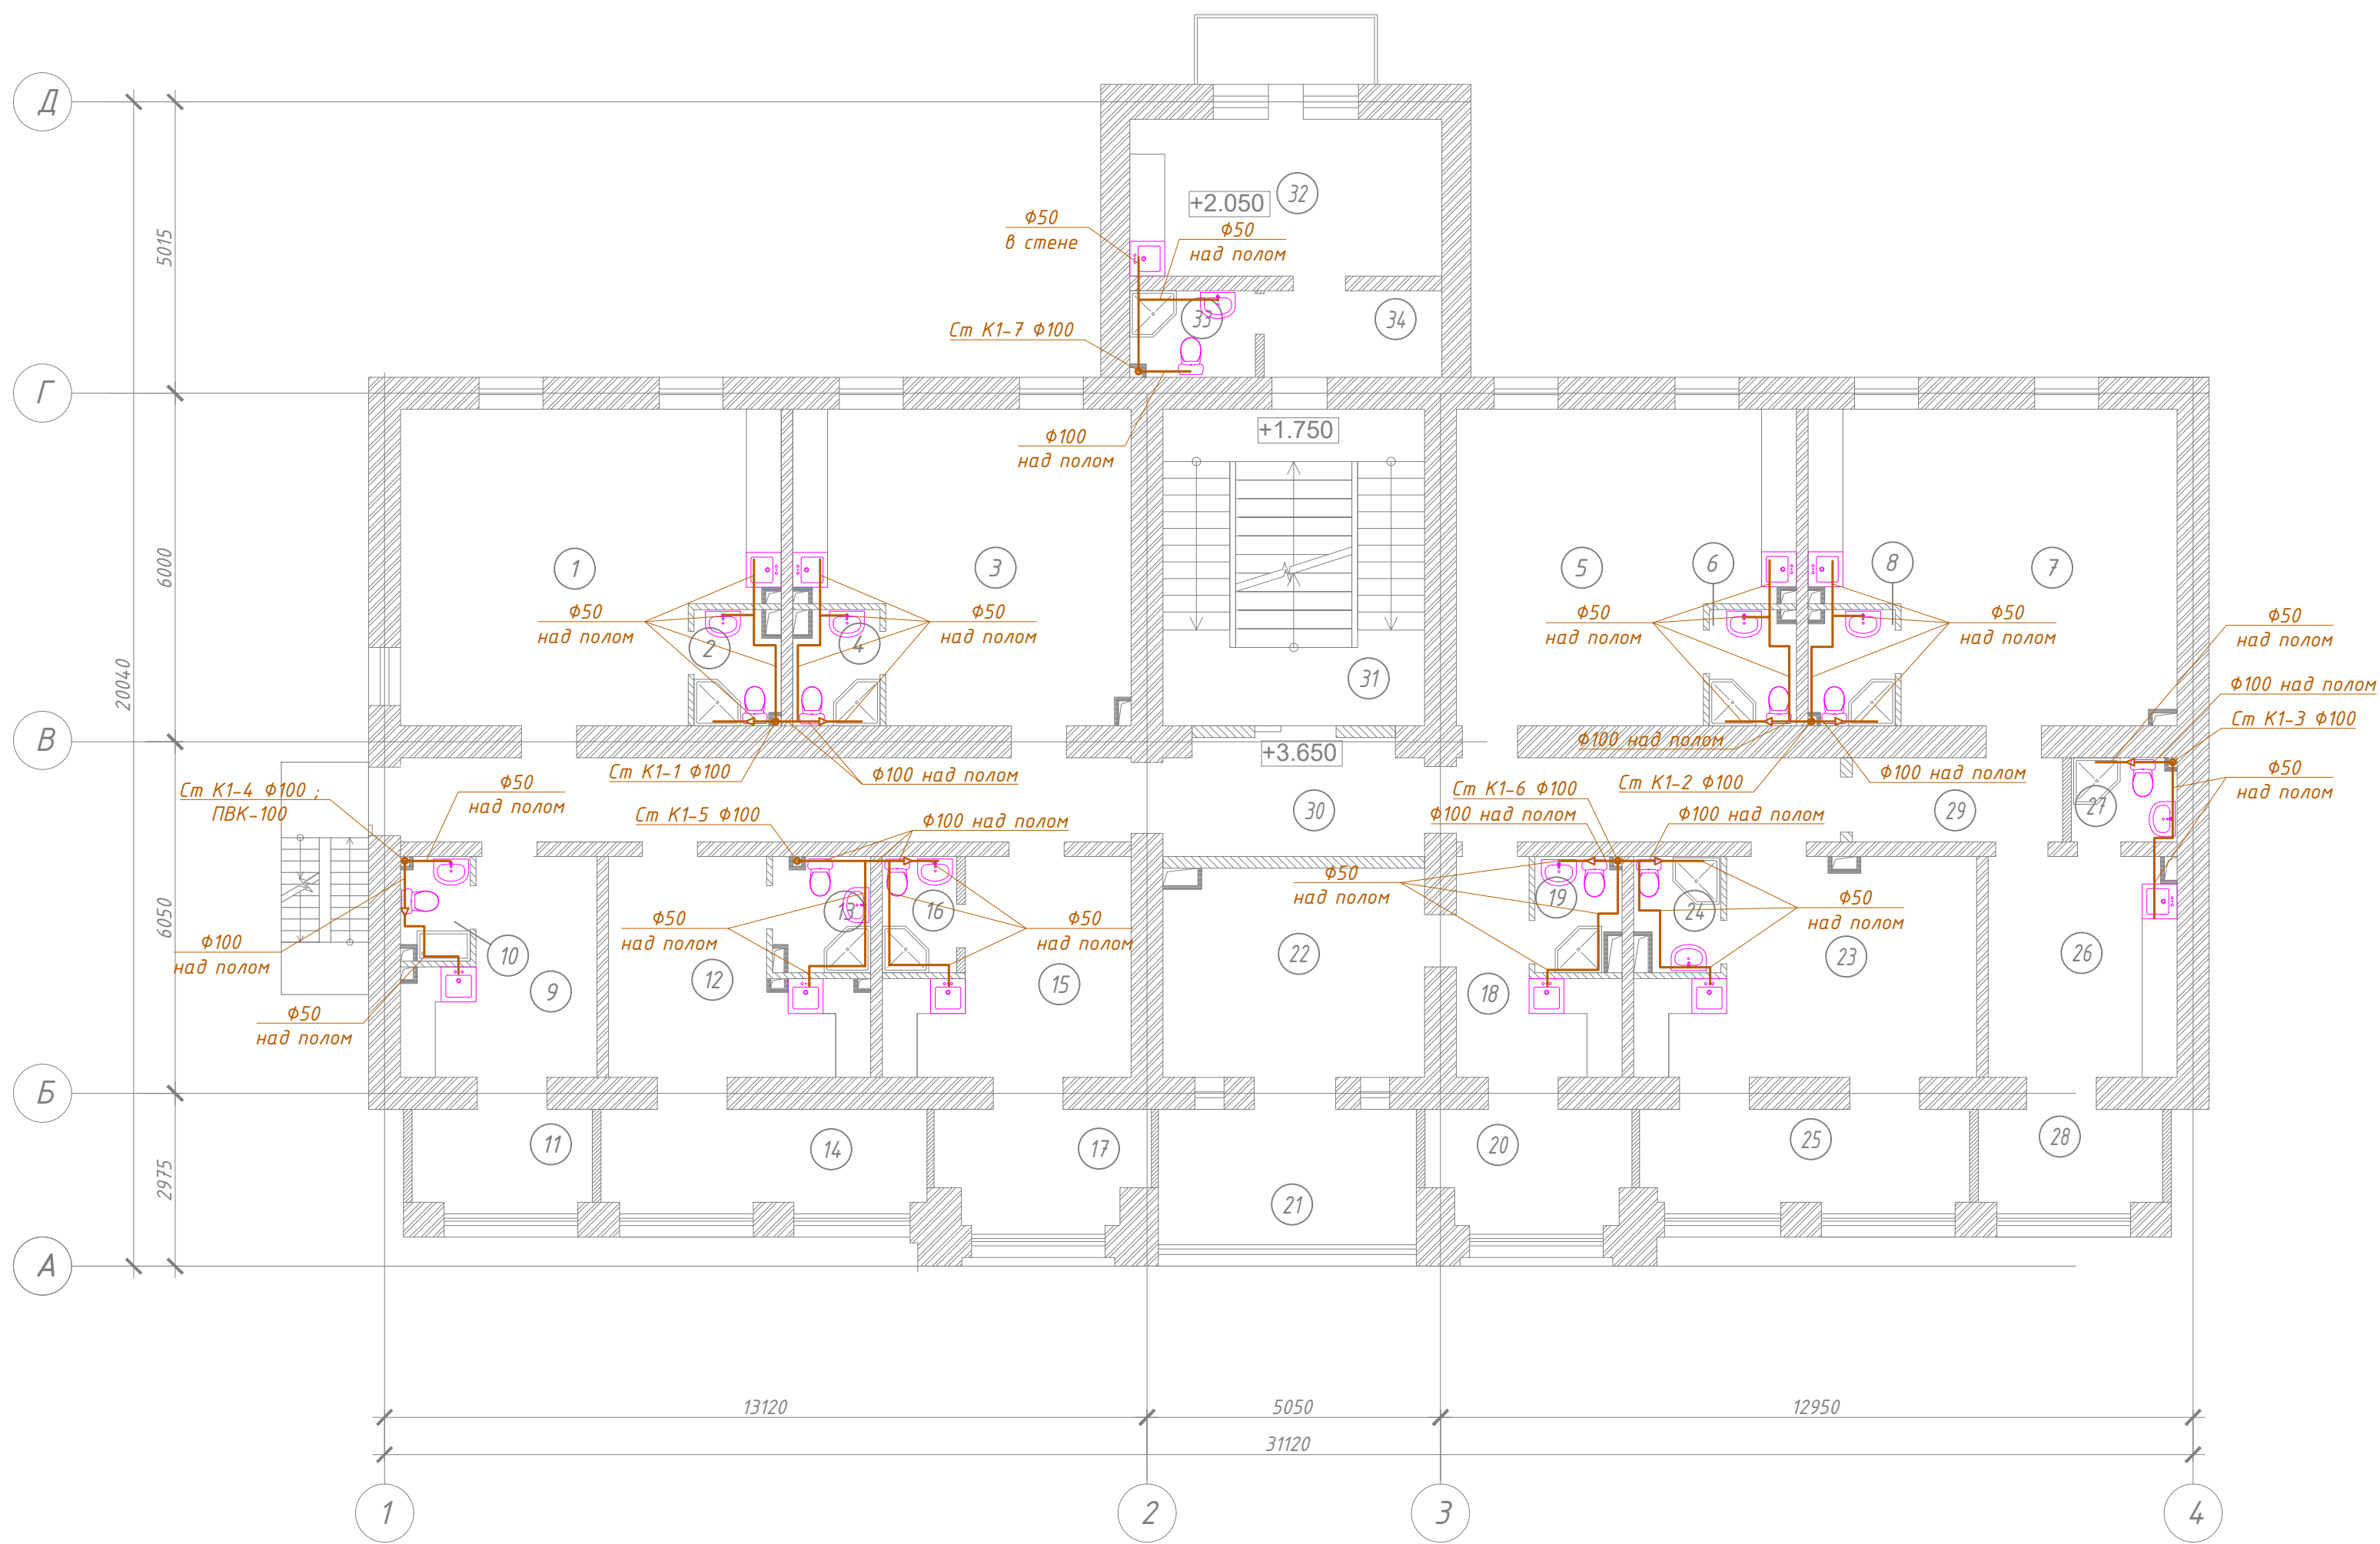 Д
32
+2.050
Ф50
в стене
Ф50
над полом
5015
33
34
Ст К1-7 Ф100
Г
+1.750
Ф100
над полом
6000
1
3
5
6
8
7
Ф50
над полом
Ф50
над полом
Ф50
над полом
Ф50
над полом
Ф50
над полом
2
4
31
20040
Ф100 над полом
Ст К1-3 Ф100
В
Ф100 над полом
+3.650
Ст К1-1 Ф100
Ф100 над полом
Ст К1-4 Ф100 ;
ПВК-100
Ф50
над полом
Ст К1-6 Ф100
Ст К1-2 Ф100
Ф100 над полом
Ф50
над полом
Ст К1-5 Ф100
Ф100 над полом
30
Ф100 над полом
Ф100 над полом
29
27
Ф50
над полом
6050
13
16
19
24
Ф50
над полом
Ф50
над полом
Ф50
над полом
Ф100
над полом
10
9
12
15
22
18
23
26
Ф50
над полом
Б
11
14
17
20
25
28
2975
21
А
13120
5050
12950
31120
1
2
3
4